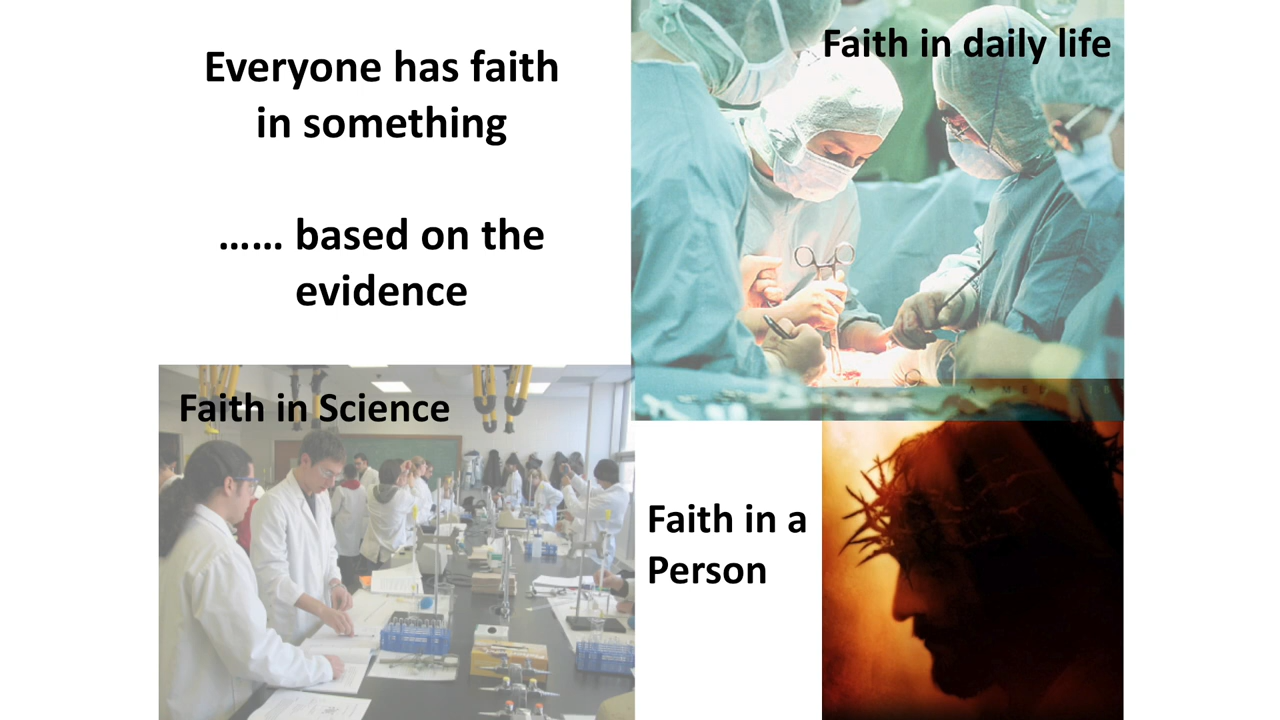 Everyone has faith
in something
…… based on the
evidence
Faith in daily life
Faith in Science
Faith in a
Person